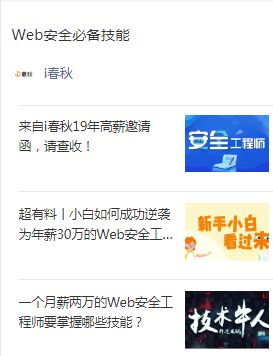 Web安全必备技能
i春秋
来自i春秋19年高薪邀请
函，请查收！
安全工程师
超有料丨小白如何成功逆袭
为年薪30万的Web安全工...
新手小白
看过来
一个月薪两万的Web安全工
程师要掌握哪些技能？
技术牛人